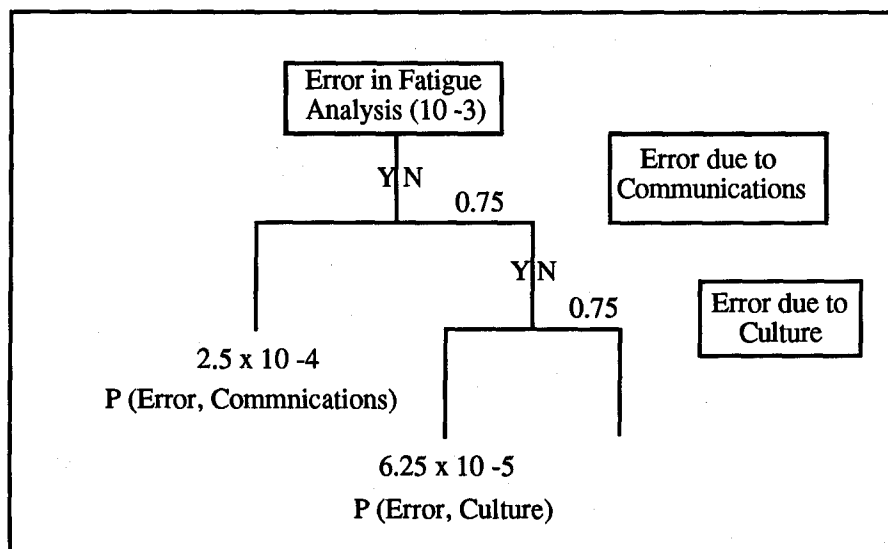 Error in Fatigue
Analysis (10 -3)
Error due to
Communications
Y N
0.75
Error due to
Culture
Y N
0.75
2.5 x 10 -4
P (Error, Commnications)
6.25 x 10 -5
P (Error, Culture)